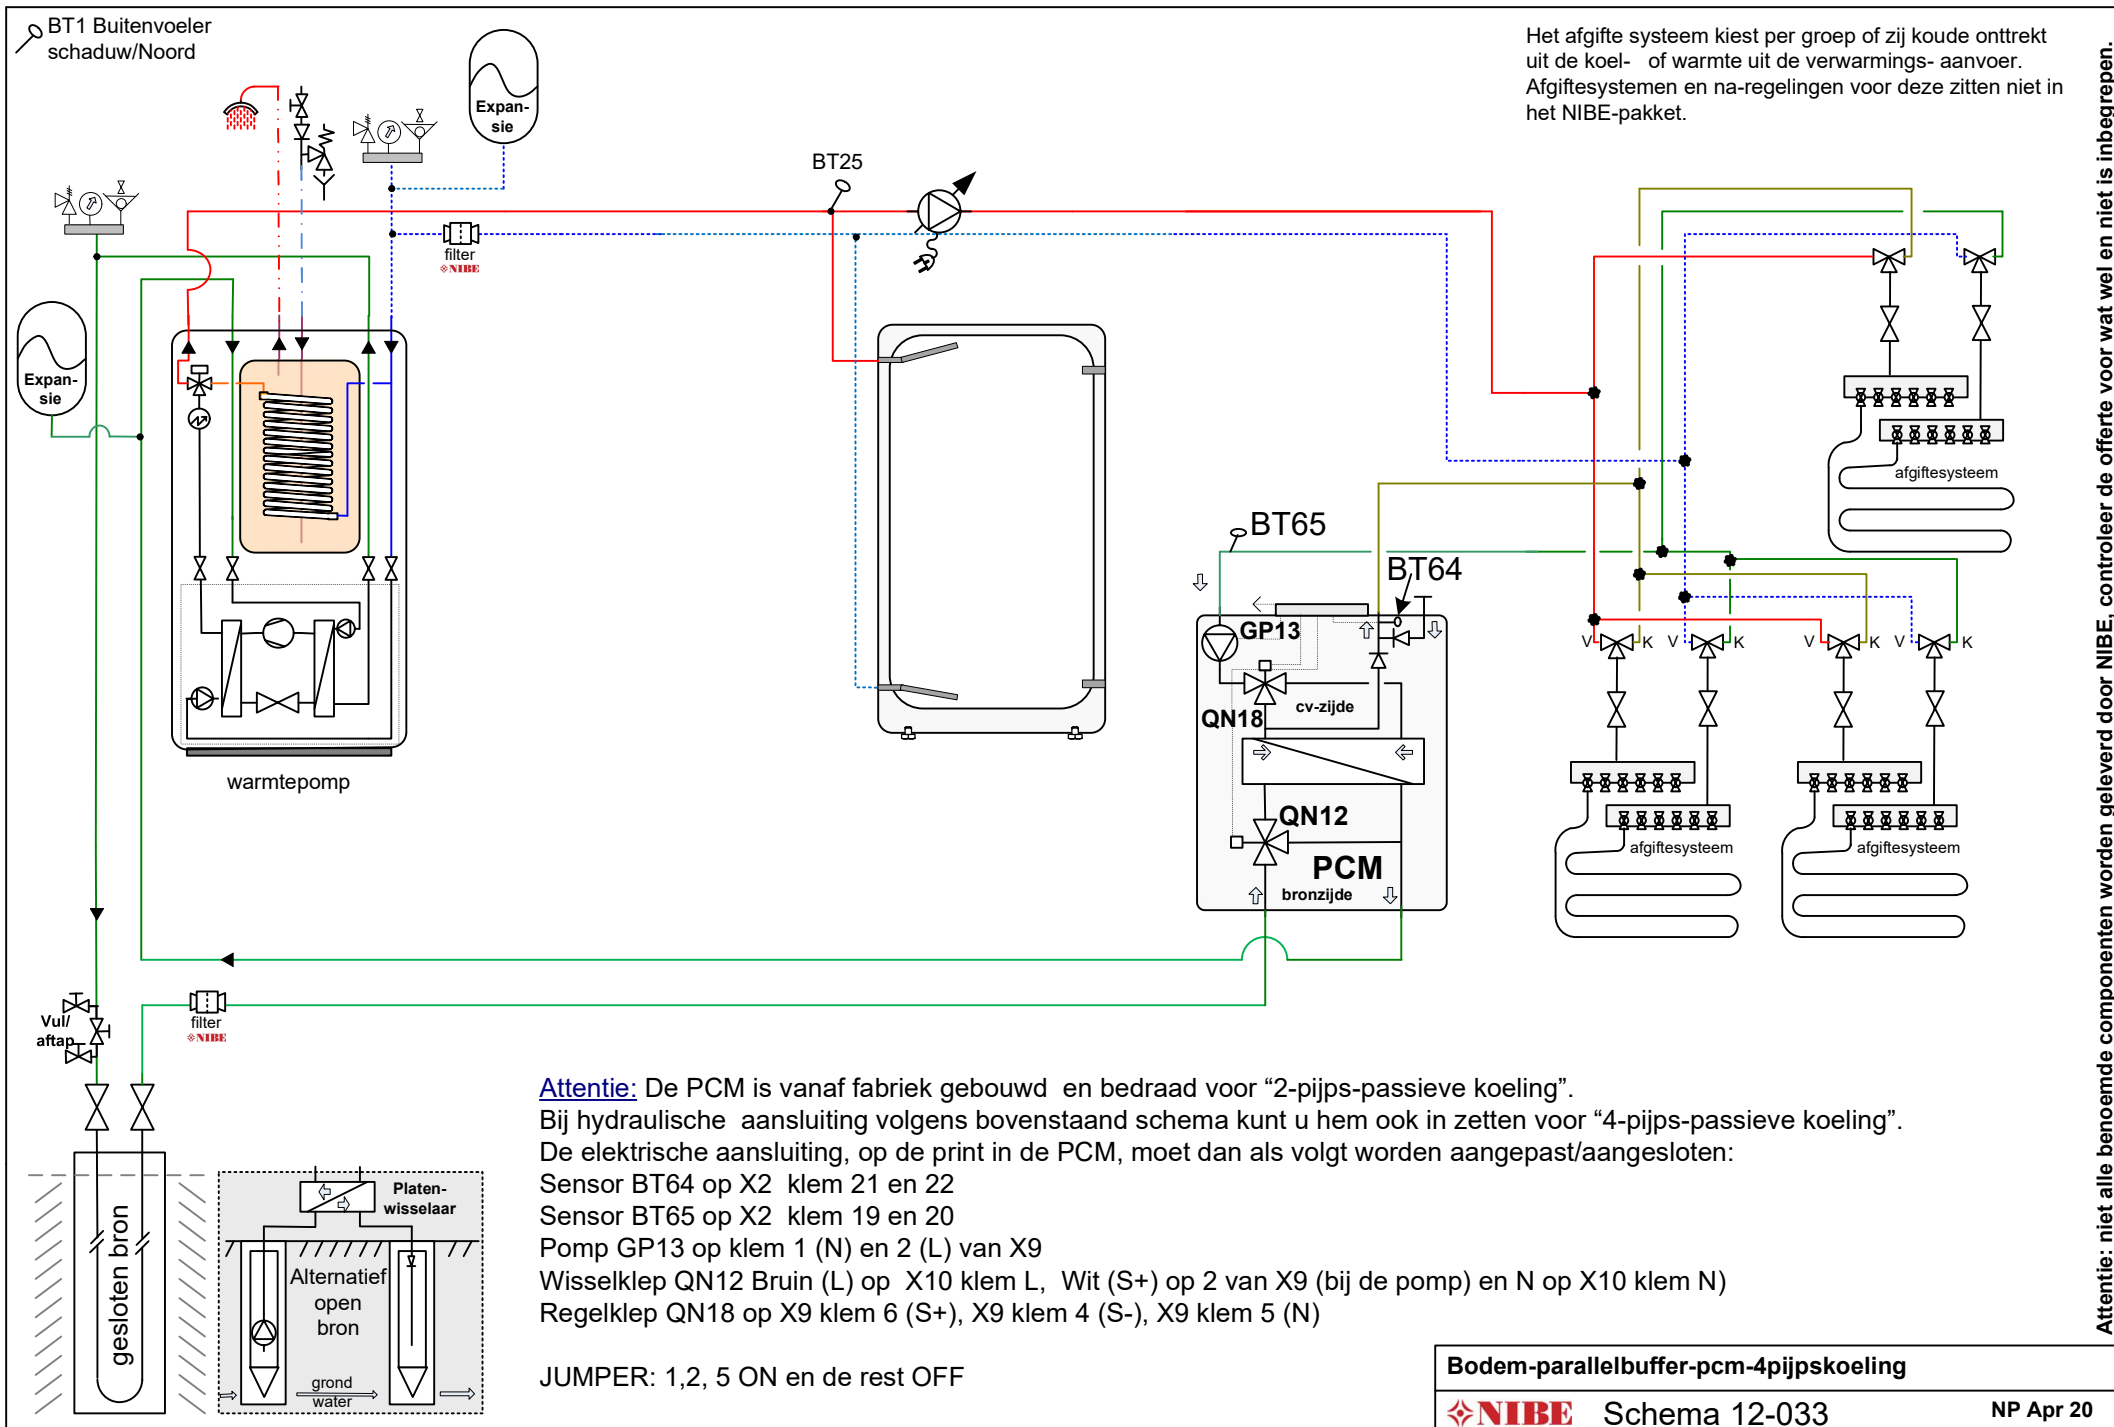 BT1 Buitenvoeler
schaduw/Noord
Expan-
sie
Het afgifte systeem kiest per groep of zij koude onttrekt
uit de koel- of warmte uit de verwarmings- aanvoer.
Afgiftesystemen en na-regelingen voor deze zitten niet in
het NIBE-pakket.
Attentie: niet alle benoemde componenten worden geleverd door NIBE, controleer de offerte voor wat wel en niet is inbegrepen.
BT25
filter
NIBE
Expan-
sie
warmtepomp
afgiftesysteem
BT65
BT64
GP13
QN18
cv-zijde
QN12
PCM
bronzijde
V
K
V
K
V
K
V
K
afgiftesysteem
afgiftesysteem
Vul/
aftap
filter
NIBE
gesloten bron
Platen-
wisselaar
Alternatief
open
bron
grond
water
Attentie: De PCM is vanaf fabriek gebouwd en bedraad voor “2-pijps-passieve koeling”.
Bij hydraulische aansluiting volgens bovenstaand schema kunt u hem ook in zetten voor “4-pijps-passieve koeling”.
De elektrische aansluiting, op de print in de PCM, moet dan als volgt worden aangepast/aangesloten:
Sensor BT64 op X2 klem 21 en 22
Sensor BT65 op X2 klem 19 en 20
Pomp GP13 op klem 1 (N) en 2 (L) van X9
Wisselklep QN12 Bruin (L) op X10 klem L, Wit (S+) op 2 van X9 (bij de pomp) en N op X10 klem N)
Regelklep QN18 op X9 klem 6 (S+), X9 klem 4 (S-), X9 klem 5 (N)
JUMPER: 1,2, 5 ON en de rest OFF
Bodem-parallelbuffer-pcm-4pijpskoeling
NIBE Schema 12-033 NP Apr 20